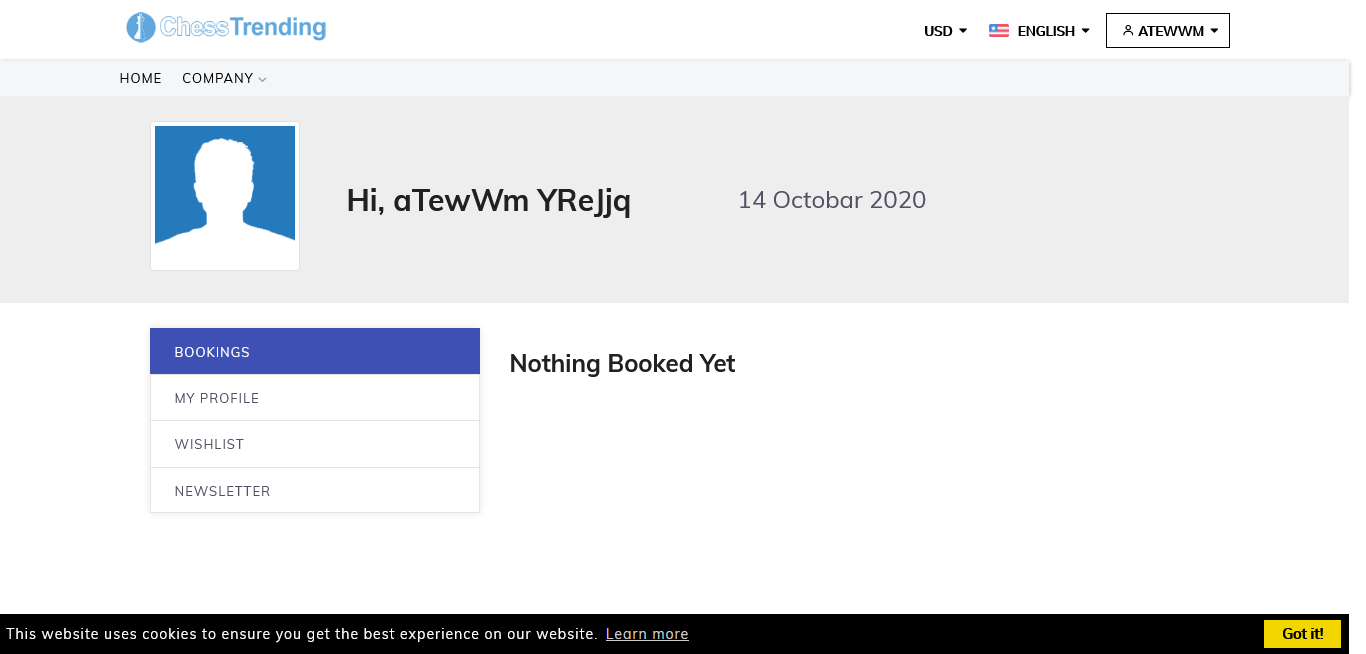 ChessTrending
USD
ENGLISH
ATEWWM
HOME
COMPANY
Hi, aTewWm YReJjq
14 Octobar 2020
BOOKINGS
MY PROFILE
WISHLIST
NEWSLETTER
Nothing Booked Yet
This website uses cookies to ensure you get the best experience on our website. Learn more
Got it!